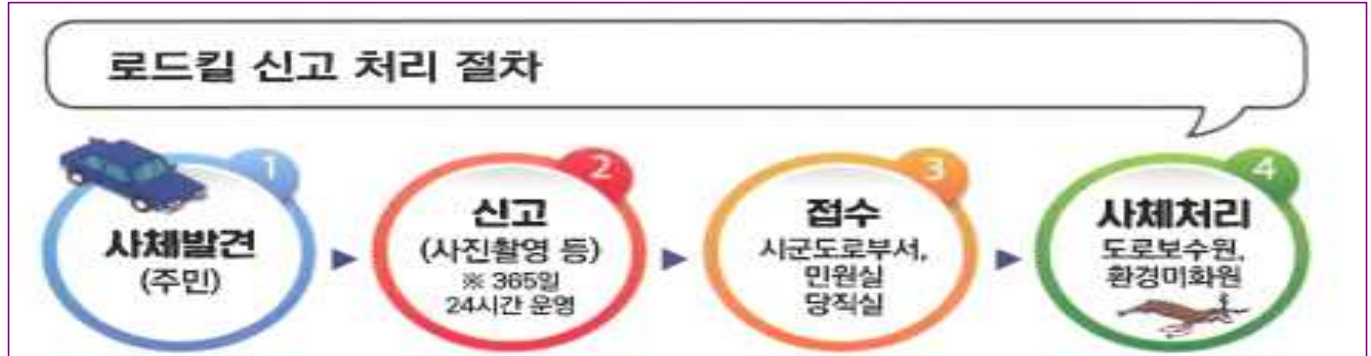 로드킬 신고 처리 절차
1
사체발견
(주민)
2
신고
(사진촬영 등)
※ 365일
24시간 운영
3
접수
시군도로부서,
민원실
당직실
4
사체처리
도로보수원,
환경미화원